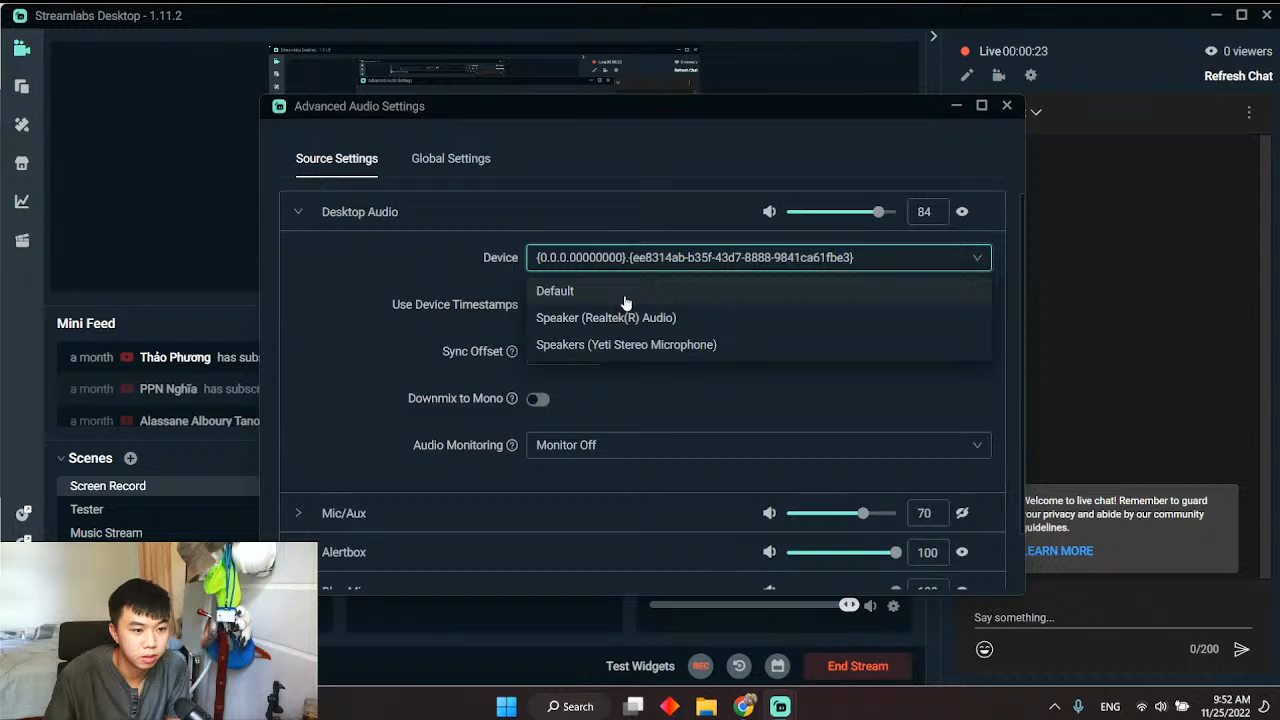 Streamlabs Desktop - 1.11.2
Live 00:00:23
0 viewers
Refresh Chat
Advanced Audio Settings
Source Settings
Global Settings
Desktop Audio
84
Device
{0.0.0.00000000}.{ee8314ab-b35f-43d7-8888-9841ca61fbe3}
Default
Use Device Timestamps
Speaker (Realtek(R) Audio)
Sync Offset
Speakers (Yeti Stereo Microphone)
Downmix to Mono
Audio Monitoring
Monitor Off
Mic/Aux
70
Alertbox
100
Mini Feed
a month Thảo Phương has subs
a month PPN Nghĩa has subsc
a month Alassane Alboury Tano
Scenes
Screen Record
Tester
Music Stream
Welcome to live chat! Remember to guard
your privacy and abide by our community
guidelines.
LEARN MORE
Say something...
0/200
Test Widgets
REC
End Stream
Search
ENG
9:52 AM
11/25/2022